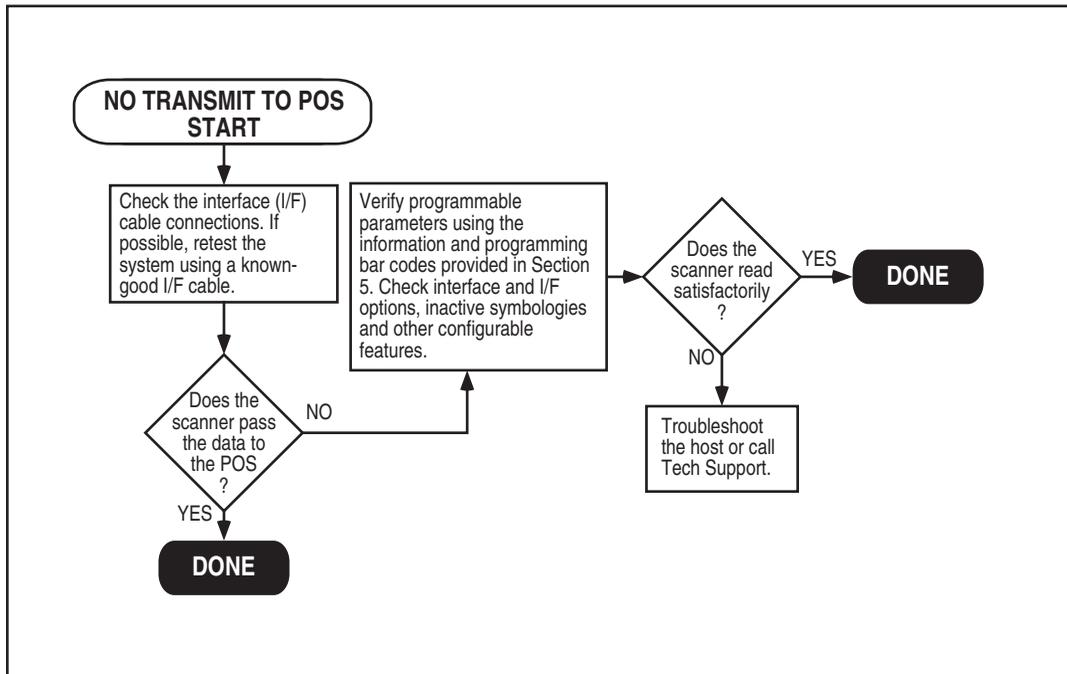 NO TRANSMIT TO POS
START
Check the interface (I/F)
cable connections. If
possible, retest the
system using a known-
good I/F cable.
Does the
scanner pass
the data to
the POS
?
YES
DONE
NO
Verify programmable
parameters using the
information and programming
bar codes provided in Section
5. Check interface and I/F
options, inactive symbologies
and other configurable
features.
Does the
scanner read
satisfactorily
?
YES
DONE
NO
Troubleshoot
the host or call
Tech Support.